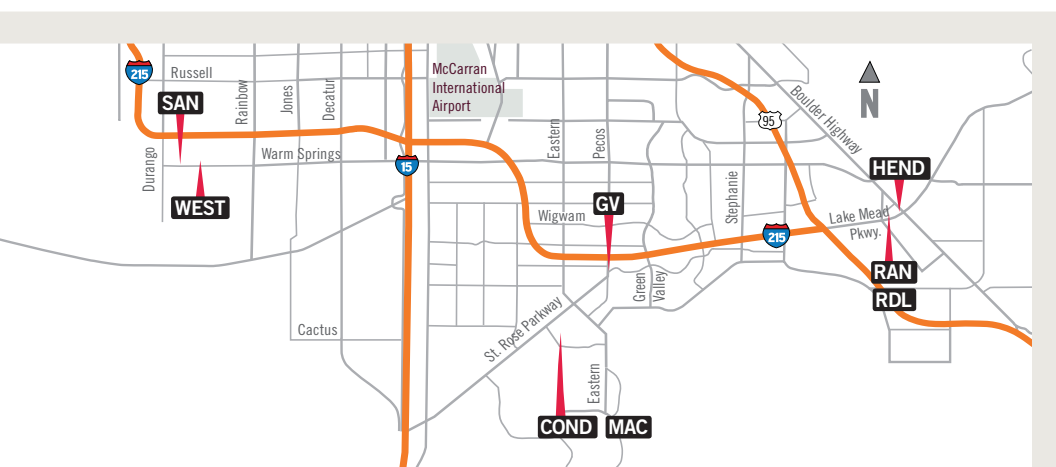 McCarran
International
Airport
215
Russell
SAN
Rainbow
Jones
Decatur
Durango
Warm Springs
WEST
15
Eastern
Pecos
Wigwam
GV
Stephanie
95
Boulder Highway
N
HEND
Lake Mead
Pkwy.
215
RAN
RDL
Green
Valley
St. Rose Parkway
Cactus
Eastern
COND
MAC